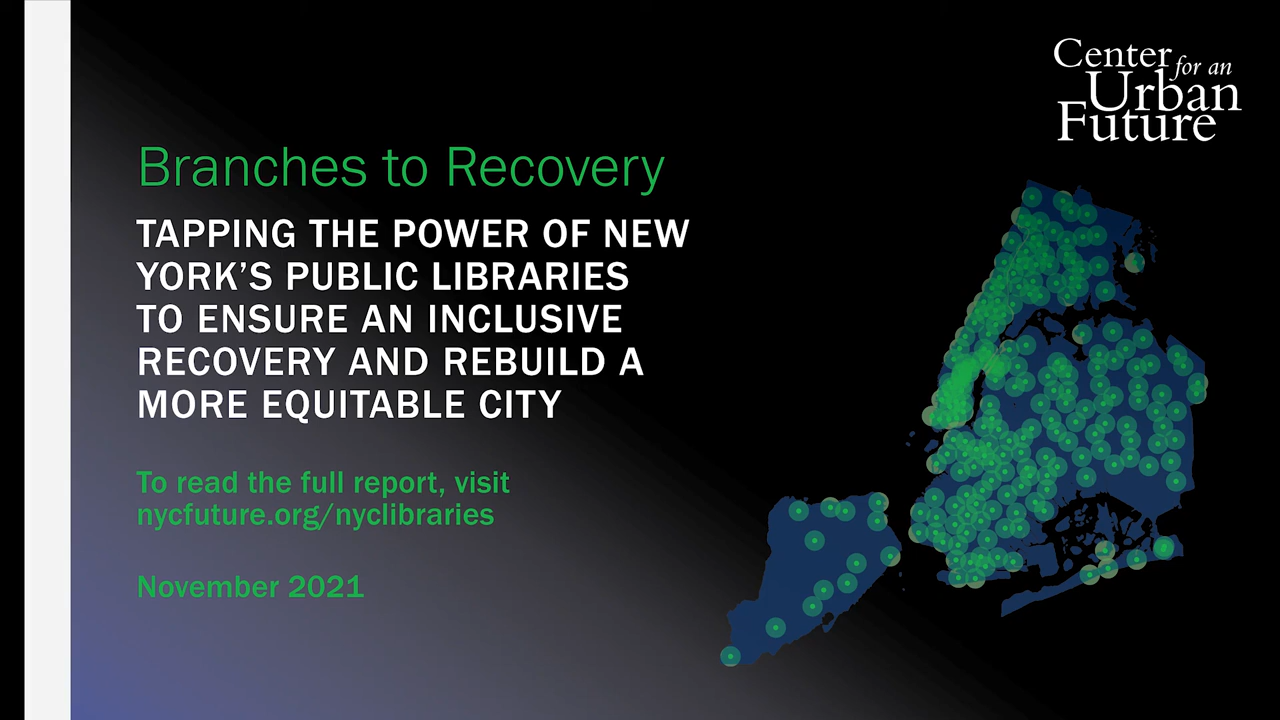 Center for an
Urban
Future
Branches to Recovery
TAPPING THE POWER OF NEW
YORK'S PUBLIC LIBRARIES
TO ENSURE AN INCLUSIVE
RECOVERY AND REBUILD A
MORE EQUITABLE CITY
To read the full report, visit
nycfuture.org/nyclibraries
November 2021